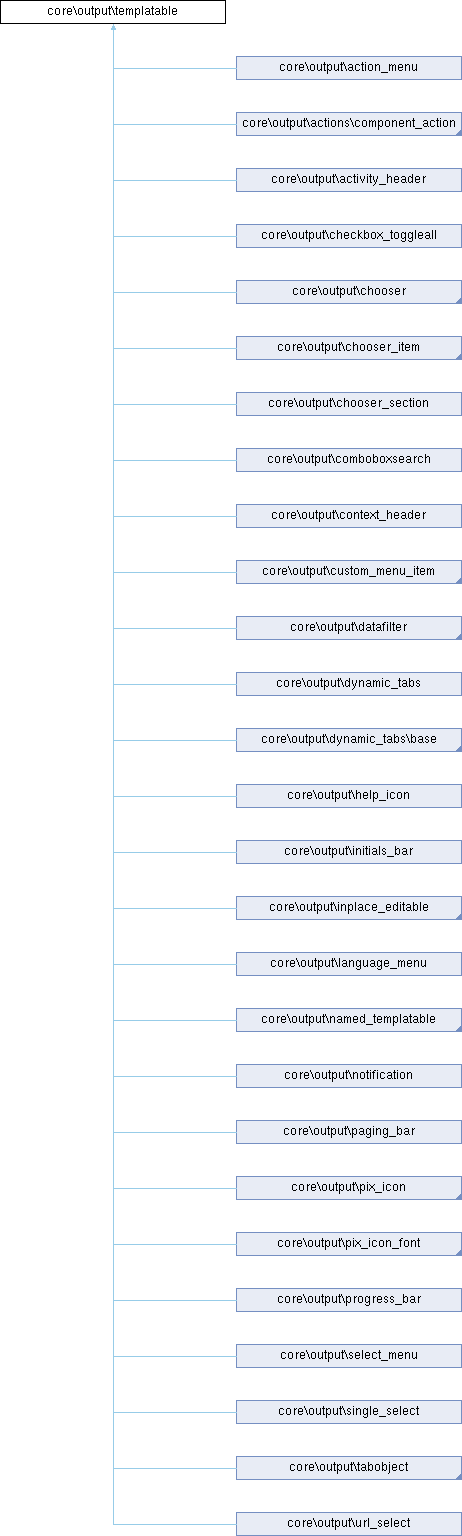 core\output\templatable
core\output\action_menu
core\output\actions\component_action
core\output\activity_header
core\output\checkbox_toggleall
core\output\chooser
core\output\chooser_item
core\output\chooser_section
core\output\comboboxsearch
core\output\context_header
core\output\custom_menu_item
core\output\datafilter
core\output\dynamic_tabs
core\output\dynamic_tabs\base
core\output\help_icon
core\output\initials_bar
core\output\inplace_editable
core\output\language_menu
core\output\named_templatable
core\output\notification
core\output\paging_bar
core\output\pix_icon
core\output\pix_icon_font
core\output\progress_bar
core\output\select_menu
core\output\single_select
core\output\tabobject
core\output\url_select